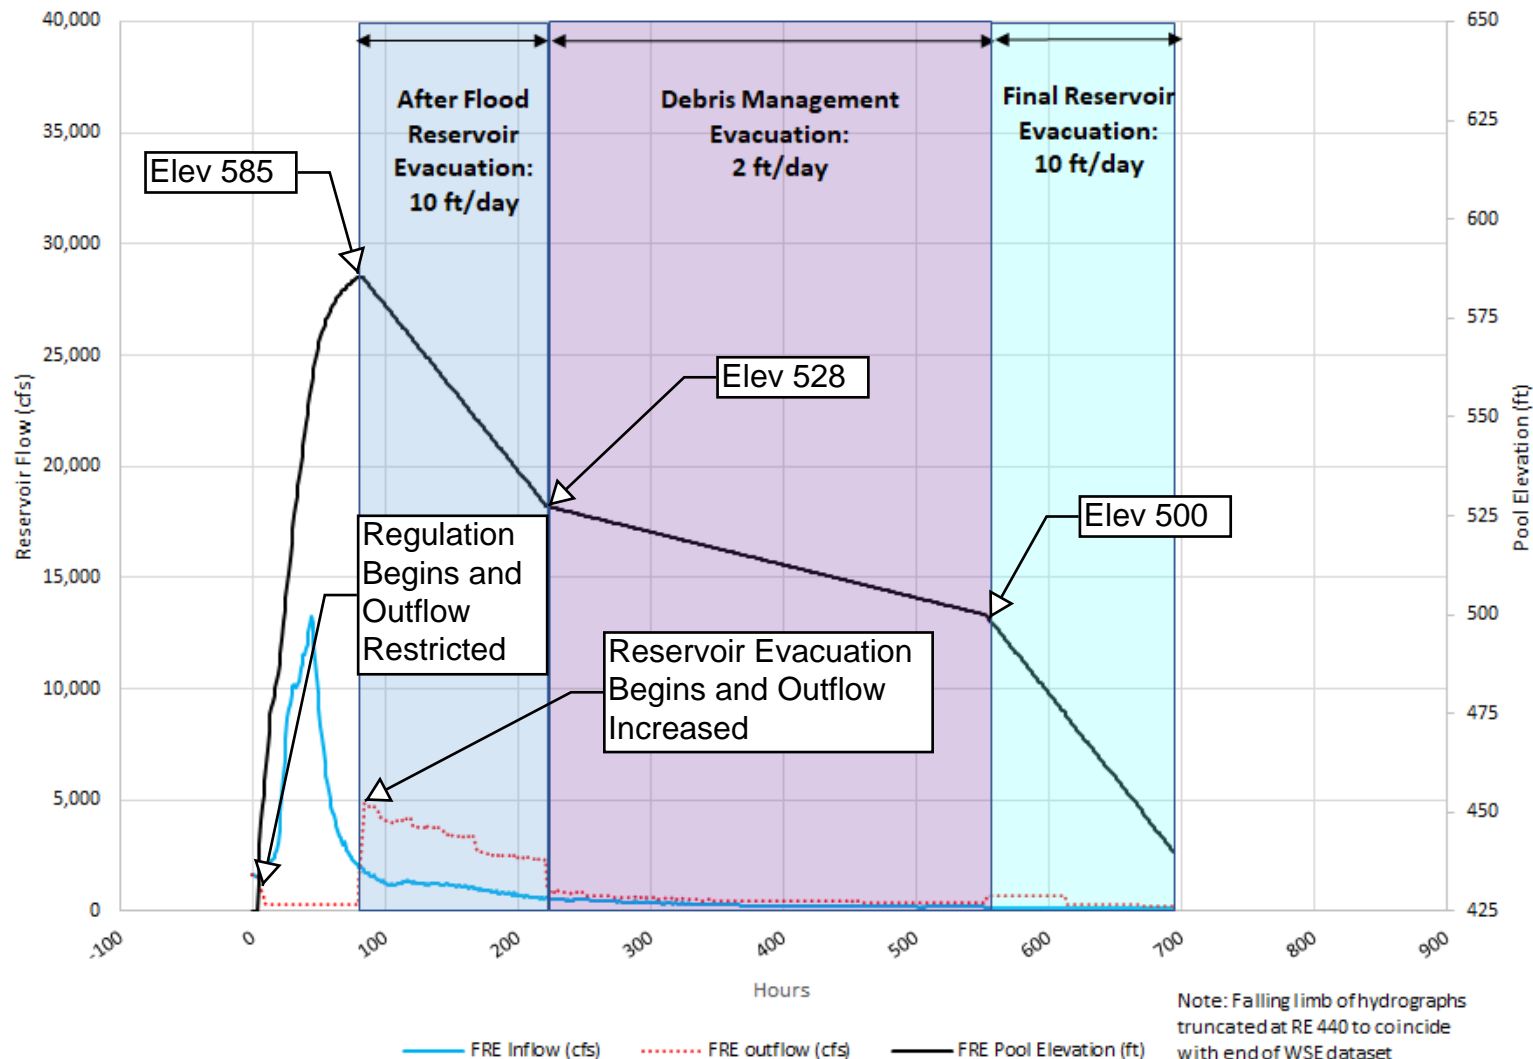 40,000
35,000
30,000
25,000
20,000
15,000
10,000
5,000
0
Reservoir Flow (cfs)
650
625
600
575
550
525
500
475
450
425
Pool Elevation (ft)
After Flood
Reservoir
Evacuation:
10 ft/day
Debris Management
Evacuation:
2 ft/day
Final Reservoir
Evacuation:
10 ft/day
Elev 585
Elev 528
Elev 500
Regulation
Begins and
Outflow
Restricted
Reservoir Evacuation
Begins and Outflow
Increased
-100 0 100 200 300 400 500 600 700 800 900
Hours
FRE Inflow (cfs) FRE outflow (cfs) FRE Pool Elevation (ft)
Note: Falling limb of hydrographs
truncated at RE 440 to coincide
with end of WSE dataset